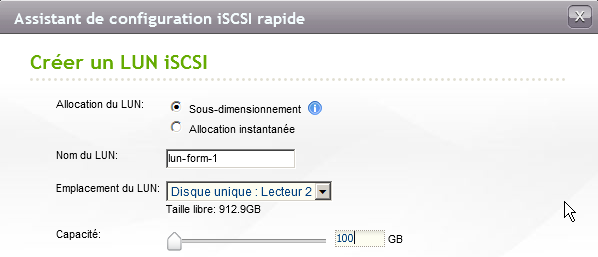 Assistant de configuration iSCSI rapide
X
Créer un LUN iSCSI
Allocation du LUN:
Sous-dimensionnement i
Allocation instantanée
Nom du LUN: lun-form-1
Emplacement du LUN: Disque unique : Lecteur 2
Taille libre: 912.9GB
Capacité: 100 GB